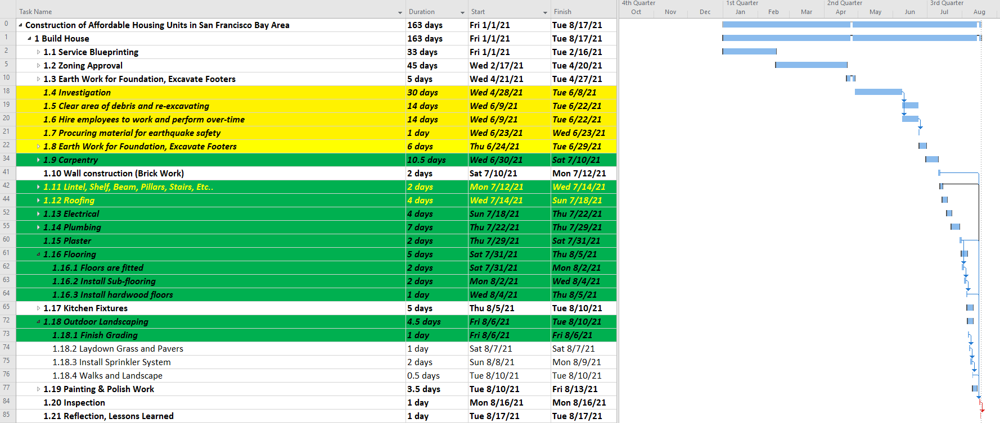 4th Quarter 1st Quarter 2nd Quarter 3rd Quarter
Task Name Duration Start Finish Oct Nov Dec Jan Feb Mar Apr May Jun Jul Aug
0 Construction of Affordable Housing Units in San Francisco Bay Area 163 days Fri 1/1/21 Tue 8/17/21
1 1 Build House 163 days Fri 1/1/21 Tue 8/17/21
2 1.1 Service Blueprinting 33 days Fri 1/1/21 Tue 2/16/21
5 1.2 Zoning Approval 45 days Wed 2/17/21 Tue 4/20/21
10 1.3 Earth Work for Foundation, Excavate Footers 5 days Wed 4/21/21 Tue 4/27/21
18 1.4 Investigation 30 days Wed 4/28/21 Tue 6/8/21
19 1.5 Clear area of debris and re-excavating 14 days Wed 6/9/21 Tue 6/22/21
20 1.6 Hire employees to work and perform over-time 14 days Wed 6/9/21 Tue 6/22/21
21 1.7 Procuring material for earthquake safety 1 day Wed 6/23/21 Wed 6/23/21
22 1.8 Earth Work for Foundation, Excavate Footers 6 days Thu 6/24/21 Tue 6/29/21
34 1.9 Carpentry 10.5 days Wed 6/30/21 Sat 7/10/21
41 1.10 Wall construction (Brick Work) 2 days Sat 7/10/21 Mon 7/12/21
42 1.11 Lintel, Shelf, Beam, Pillars, Stairs, Etc.. 2 days Mon 7/12/21 Wed 7/14/21
44 1.12 Roofing 4 days Wed 7/14/21 Sun 7/18/21
52 1.13 Electrical 4 days Sun 7/18/21 Thu 7/22/21
55 1.14 Plumbing 7 days Thu 7/22/21 Thu 7/29/21
60 1.15 Plaster 2 days Thu 7/29/21 Sat 7/31/21
61 1.16 Flooring 5 days Sat 7/31/21 Thu 8/5/21
62 1.16.1 Floors are fitted 2 days Sat 7/31/21 Mon 8/2/21
63 1.16.2 Install Sub-flooring 2 days Mon 8/2/21 Wed 8/4/21
64 1.16.3 Install hardwood floors 1 day Wed 8/4/21 Thu 8/5/21
65 1.17 Kitchen Fixtures 5 days Thu 8/5/21 Tue 8/10/21
72 1.18 Outdoor Landscaping 4.5 days Fri 8/6/21 Tue 8/10/21
73 1.18.1 Finish Grading 1 day Fri 8/6/21 Fri 8/6/21
74 1.18.2 Laydown Grass and Pavers 1 day Sat 8/7/21 Sat 8/7/21
75 1.18.3 Install Sprinkler System 2 days Sun 8/8/21 Mon 8/9/21
76 1.18.4 Walks and Landscape 0.5 days Tue 8/10/21 Tue 8/10/21
77 1.19 Painting & Polish Work 3.5 days Tue 8/10/21 Fri 8/13/21
84 1.20 Inspection 1 day Mon 8/16/21 Mon 8/16/21
85 1.21 Reflection, Lessons Learned 1 day Tue 8/17/21 Tue 8/17/21